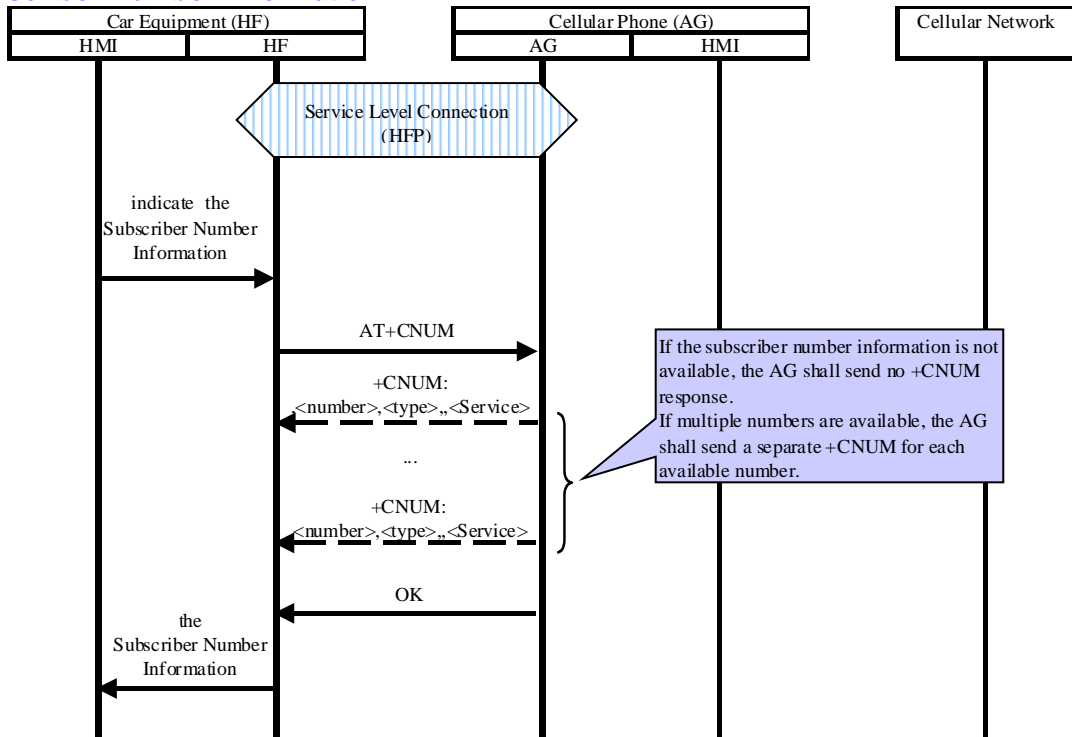 Car Equipment (HF)
Cellular Phone (AG)
Cellular Network
HMI
HF
AG
HMI
Service Level Connection
(HFP)
indicate the
Subscriber Number
Information
AT+CNUM
If the subscriber number information is not
available, the AG shall send no +CNUM
response.
If multiple numbers are available, the AG
shall send a separate +CNUM for each
available number.
+CNUM:
,<number>,<type>,,<Service>
...
+CNUM:
,<number>,<type>,,<Service>
OK
the
Subscriber Number
Information